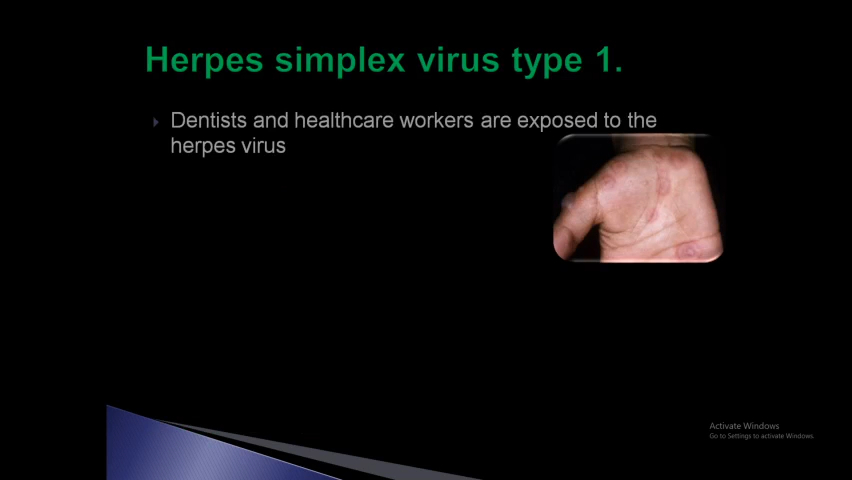 Herpes simplex virus type 1.
Dentists and healthcare workers are exposed to the
herpes virus
Activate Windows
Go to Settings to activate Windows.